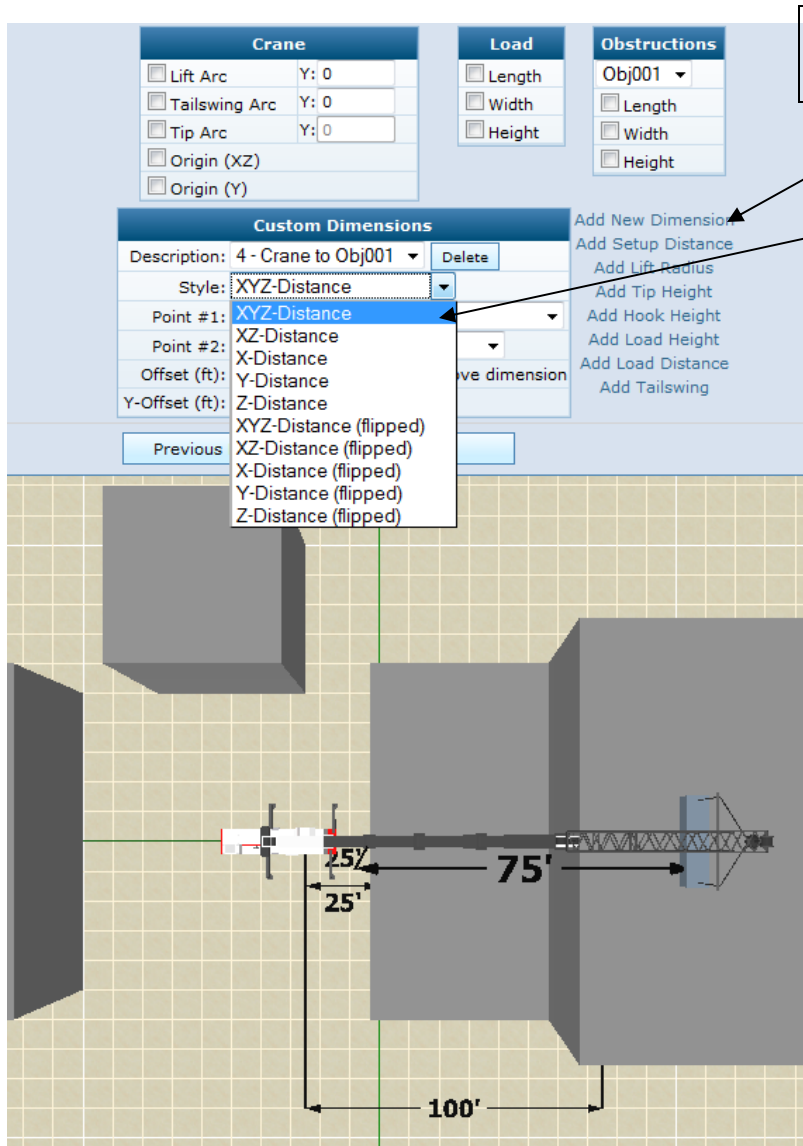 Crane
Lift Arc Y: 0
Tailswing Arc Y: 0
Tip Arc Y: 0
Origin (XZ)
Origin (Y)
Load
Length
Width
Height
Obstructions
Obj001
Length
Width
Height
Custom Dimensions
Description: 4 - Crane to Obj001 Delete
Style: XYZ-Distance
Point #1:
Point #2:
Offset (ft): ve dimension
Y-Offset (ft):
XYZ-Distance
XZ-Distance
X-Distance
Y-Distance
Z-Distance
XYZ-Distance (flipped)
XZ-Distance (flipped)
X-Distance (flipped)
Y-Distance (flipped)
Z-Distance (flipped)
Add New Dimension
Add Setup Distance
Add Lift Radius
Add Tip Height
Add Hook Height
Add Load Height
Add Load Distance
Add Tailswing
Previous
25'
75'
25'
100'